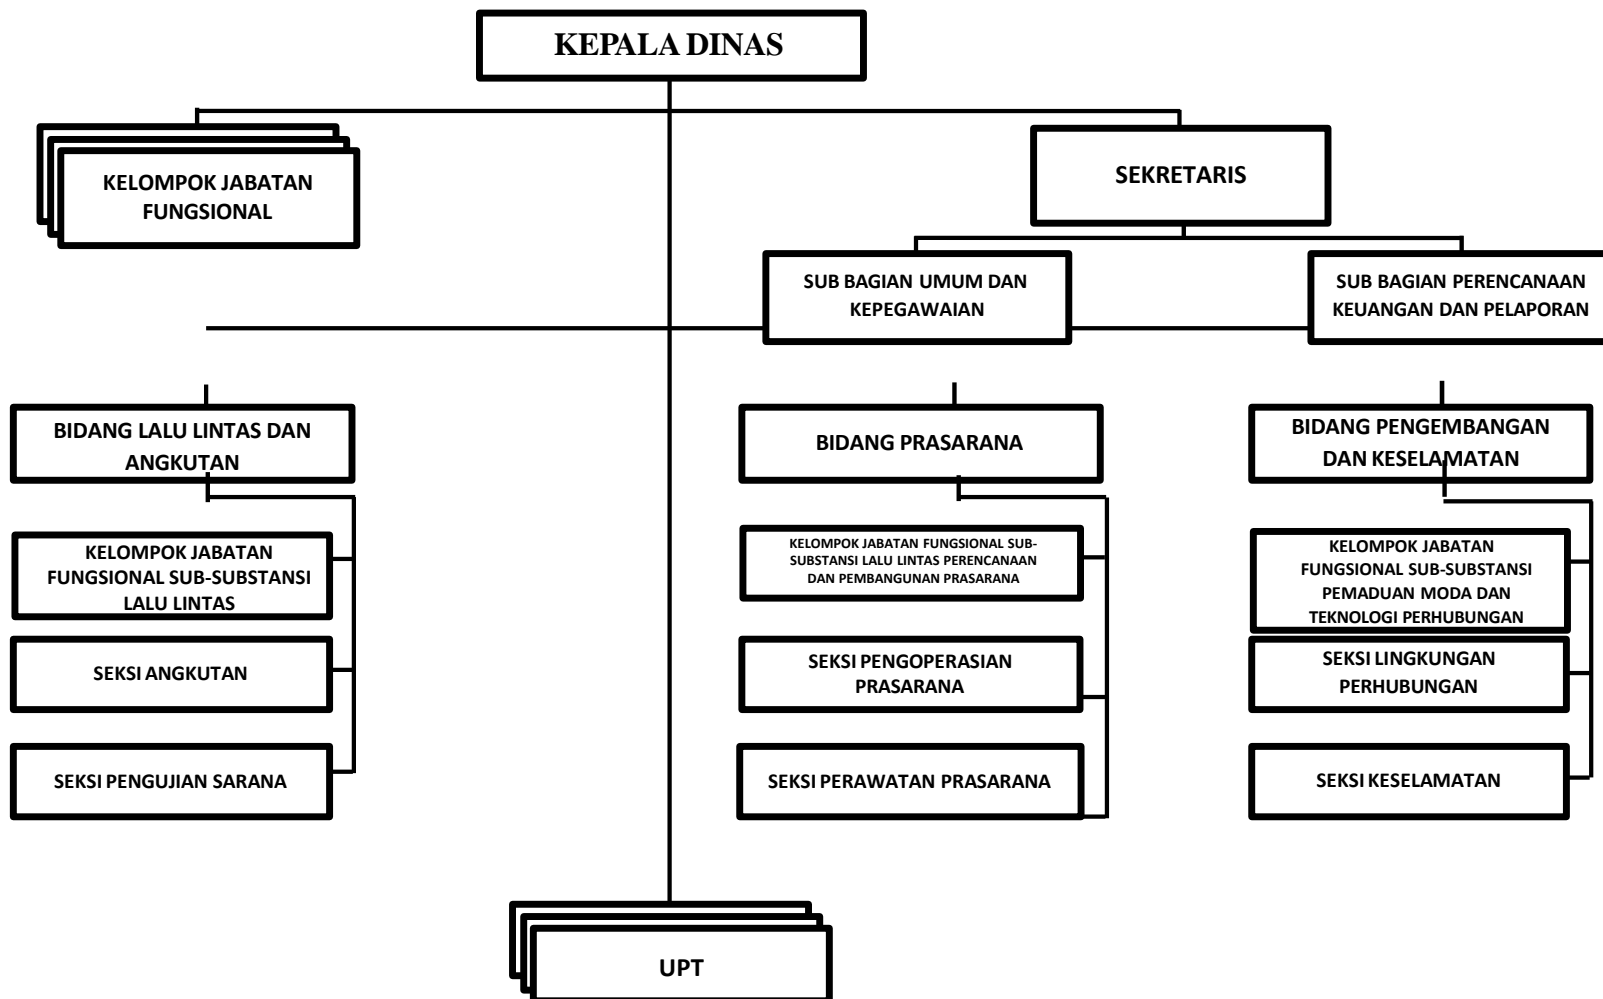 KEPALA DINAS
KELOMPOK JABATAN
FUNGSIONAL
SEKRETARIS
SUB BAGIAN UMUM DAN
KEPEGAWAIAN
SUB BAGIAN PERENCANAAN
KEUANGAN DAN PELAPORAN
BIDANG LALU LINTAS DAN
ANGKUTAN
BIDANG PRASARANA
BIDANG PENGEMBANGAN
DAN KESELAMATAN
KELOMPOK JABATAN
FUNGSIONAL SUB-SUBSTANSI
LALU LINTAS
KELOMPOK JABATAN FUNGSIONAL SUB-
SUBSTANSI LALU LINTAS PERENCANAAN
DAN PEMBANGUNAN PRASARANA
KELOMPOK JABATAN
FUNGSIONAL SUB-SUBSTANSI
PEMADUAN MODA DAN
TEKNOLOGI PERHUBUNGAN
SEKSI ANGKUTAN
SEKSI PENGOPERASIAN
PRASARANA
SEKSI LINGKUNGAN
PERHUBUNGAN
SEKSI PENGUJIAN SARANA
SEKSI PERAWATAN PRASARANA
SEKSI KESELAMATAN
UPT